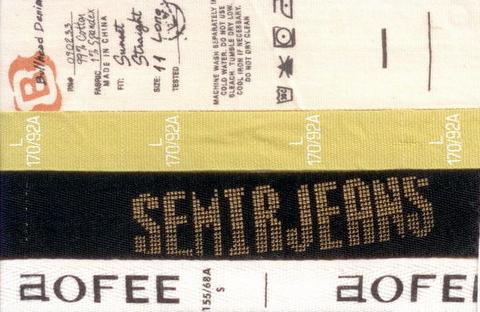 Bullhead Denim
RN# 090233
99% Cotton
1% Spandex
FABRIC
MADE IN CHINA
FIT: Sunset
Straight
SIZE: 11 Long
TESTED
MACHINE WASH SEPARATELY IN
COLD WATER. DO NOT USE
BLEACH. TUMBLE DRY LOW.
COOL IRON IF NECESSARY.
DO NOT DRY CLEAN
L
170/92A
L
170/92A
L
170/92A
L
170/92A
SEMIRJEANS
AOFEE
155/68A
S
AOFEE